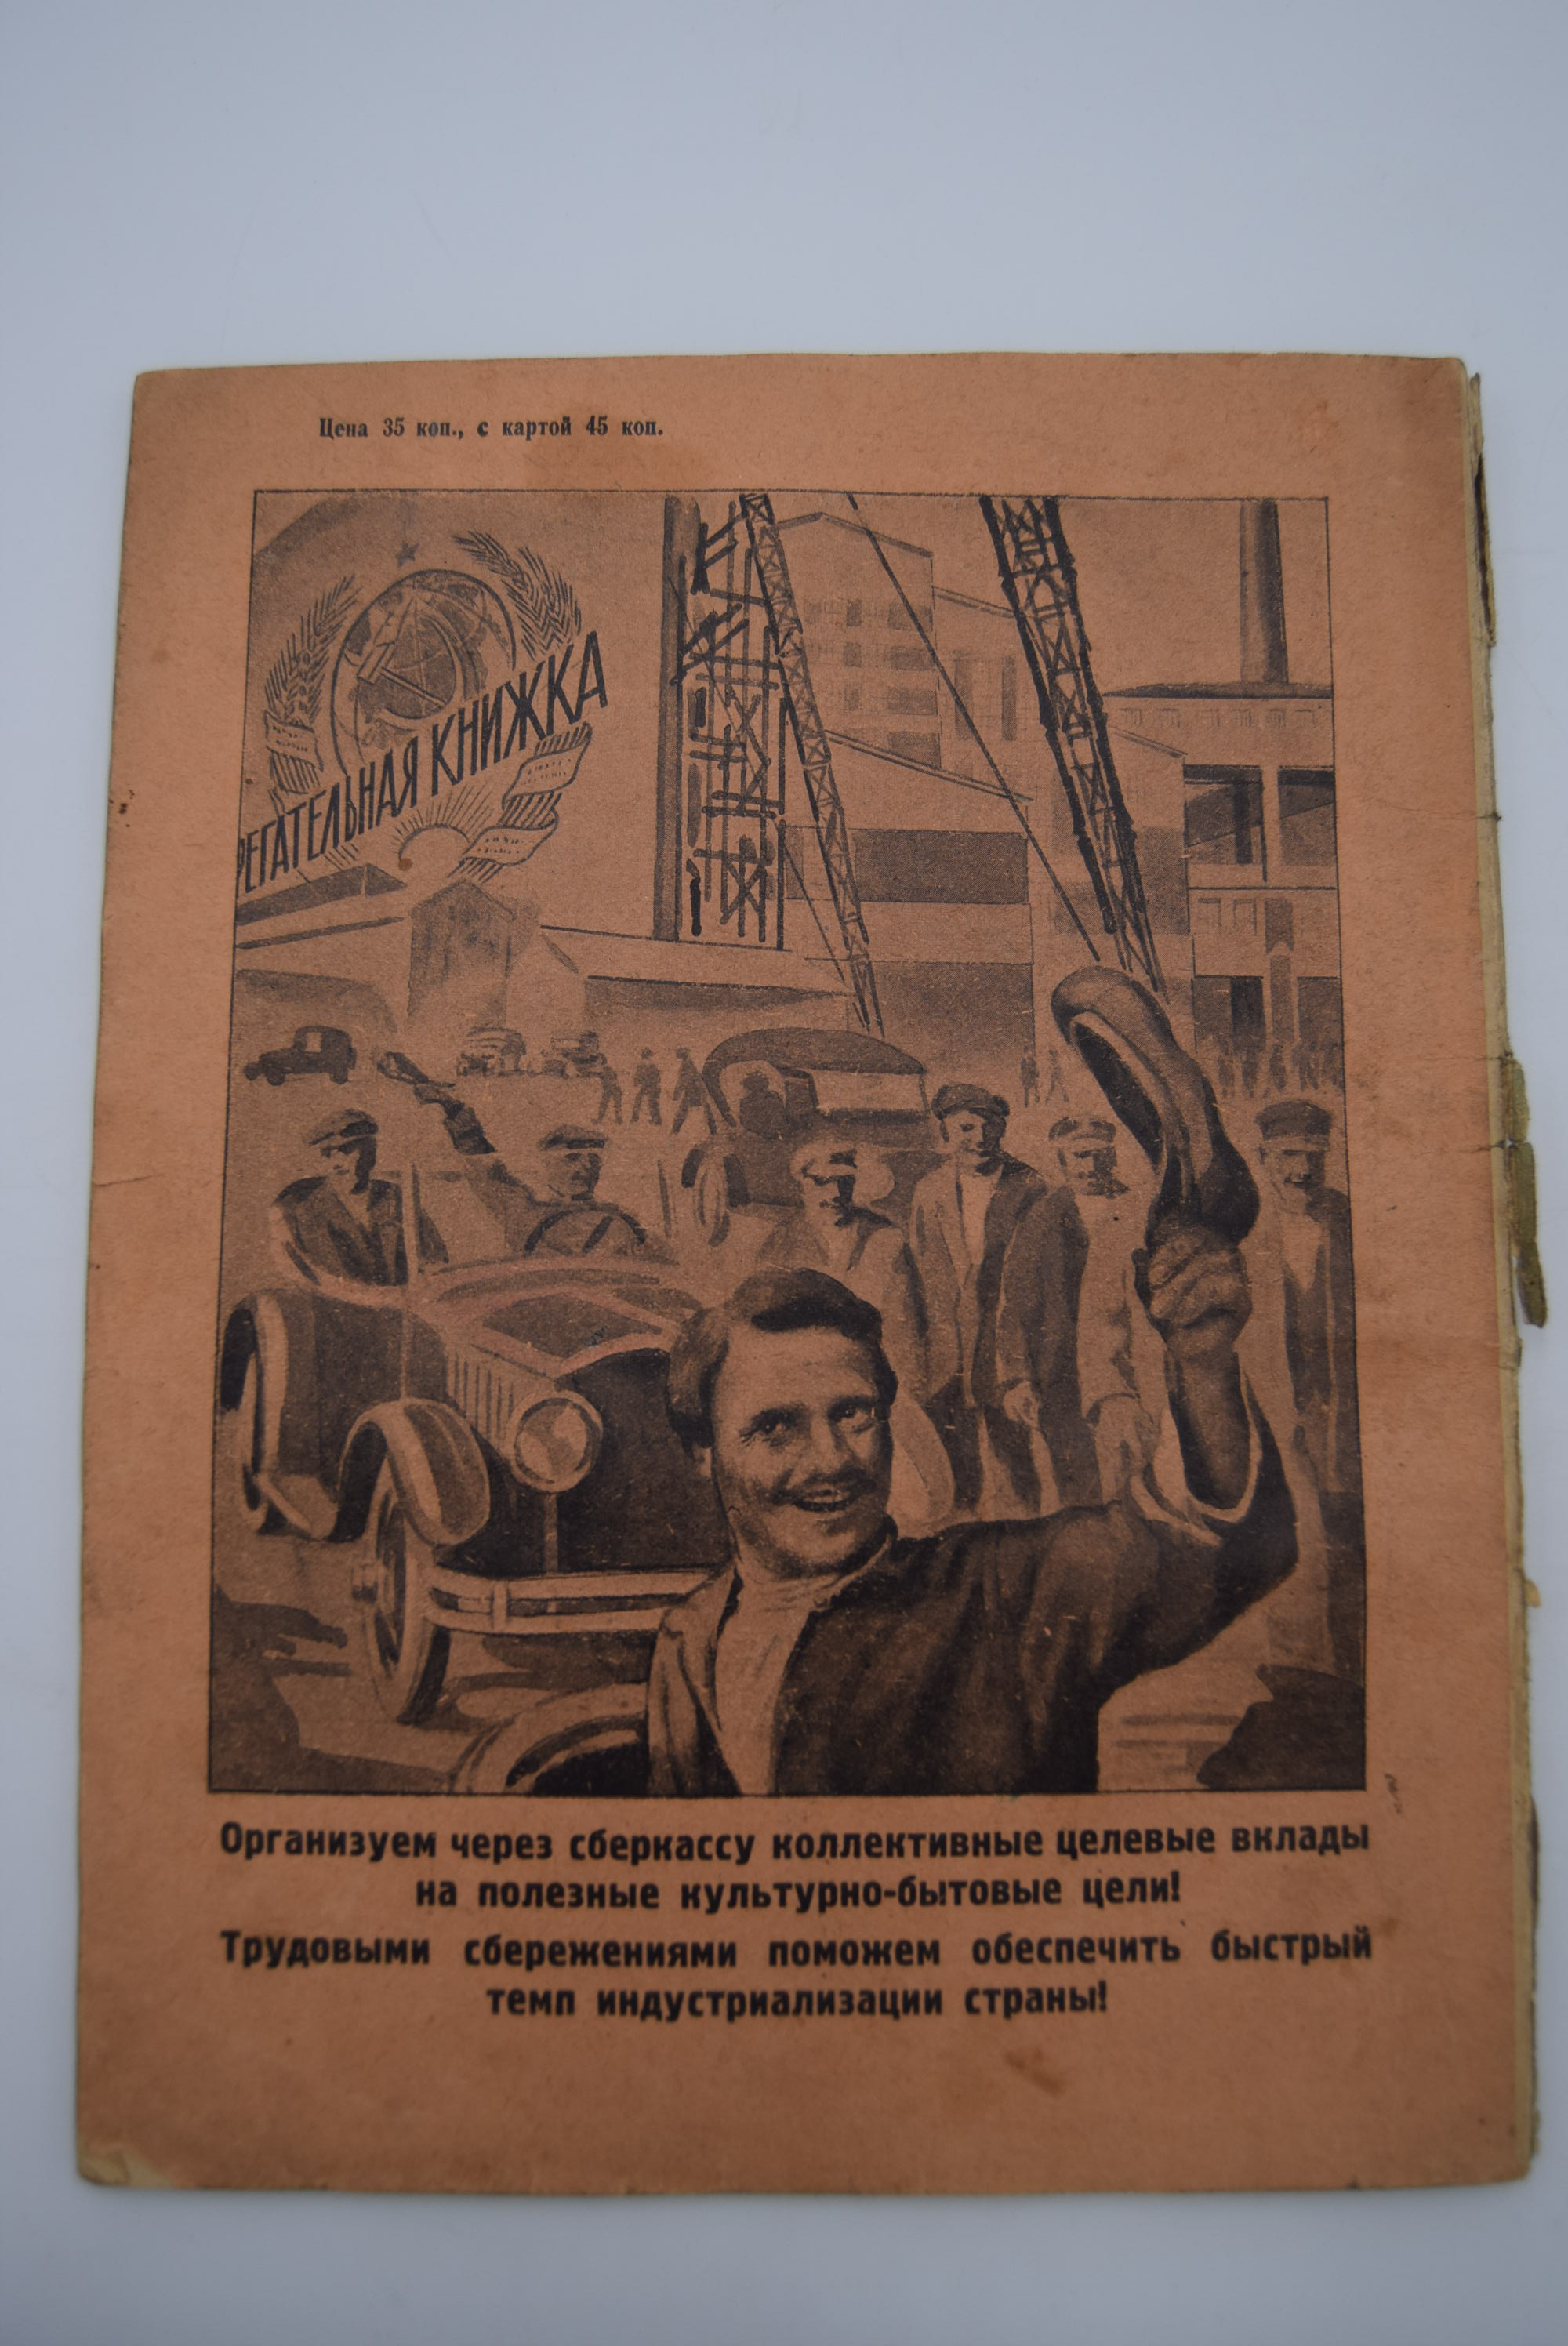 Цена 35 коп., с картой 45 коп.
РЕГАТЕЛЬНАЯ КНИЖКА
Организуем через сберкассу коллективные целевые вклады
на полезные культурно-бытовые цели!
Трудовыми сбережениями поможем обеспечить быстрый
темп индустриализации страны!